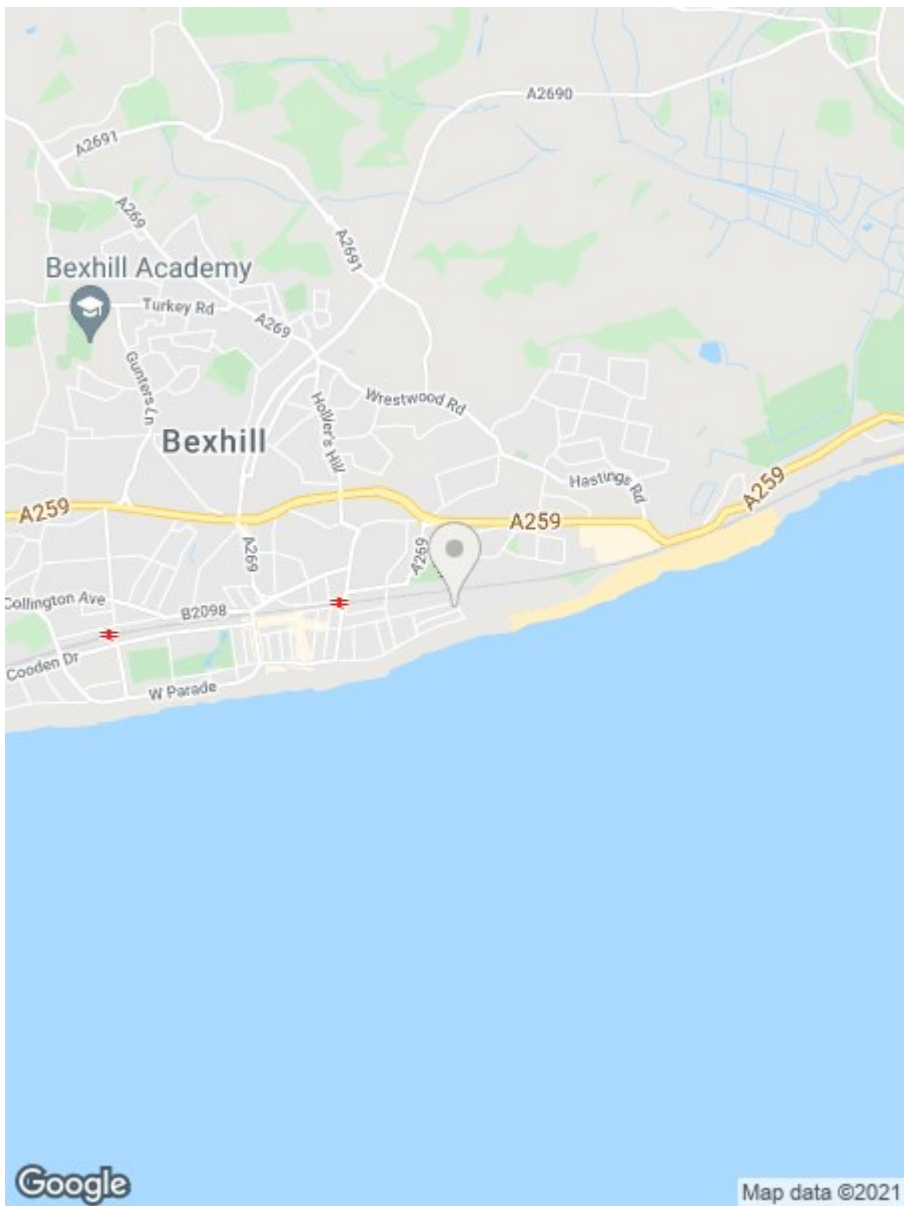 A2690
A2691
A269
A2691
Bexhill Academy
Turkey Rd
A269
Gunters Ln
Holliers Hill
Wrestwood Rd
Bexhill
Hastings Rd
A259
A259
A259
A269
A269
Collington Ave
B2098
Cooden Dr
W Parade
Google
Map data ©2021